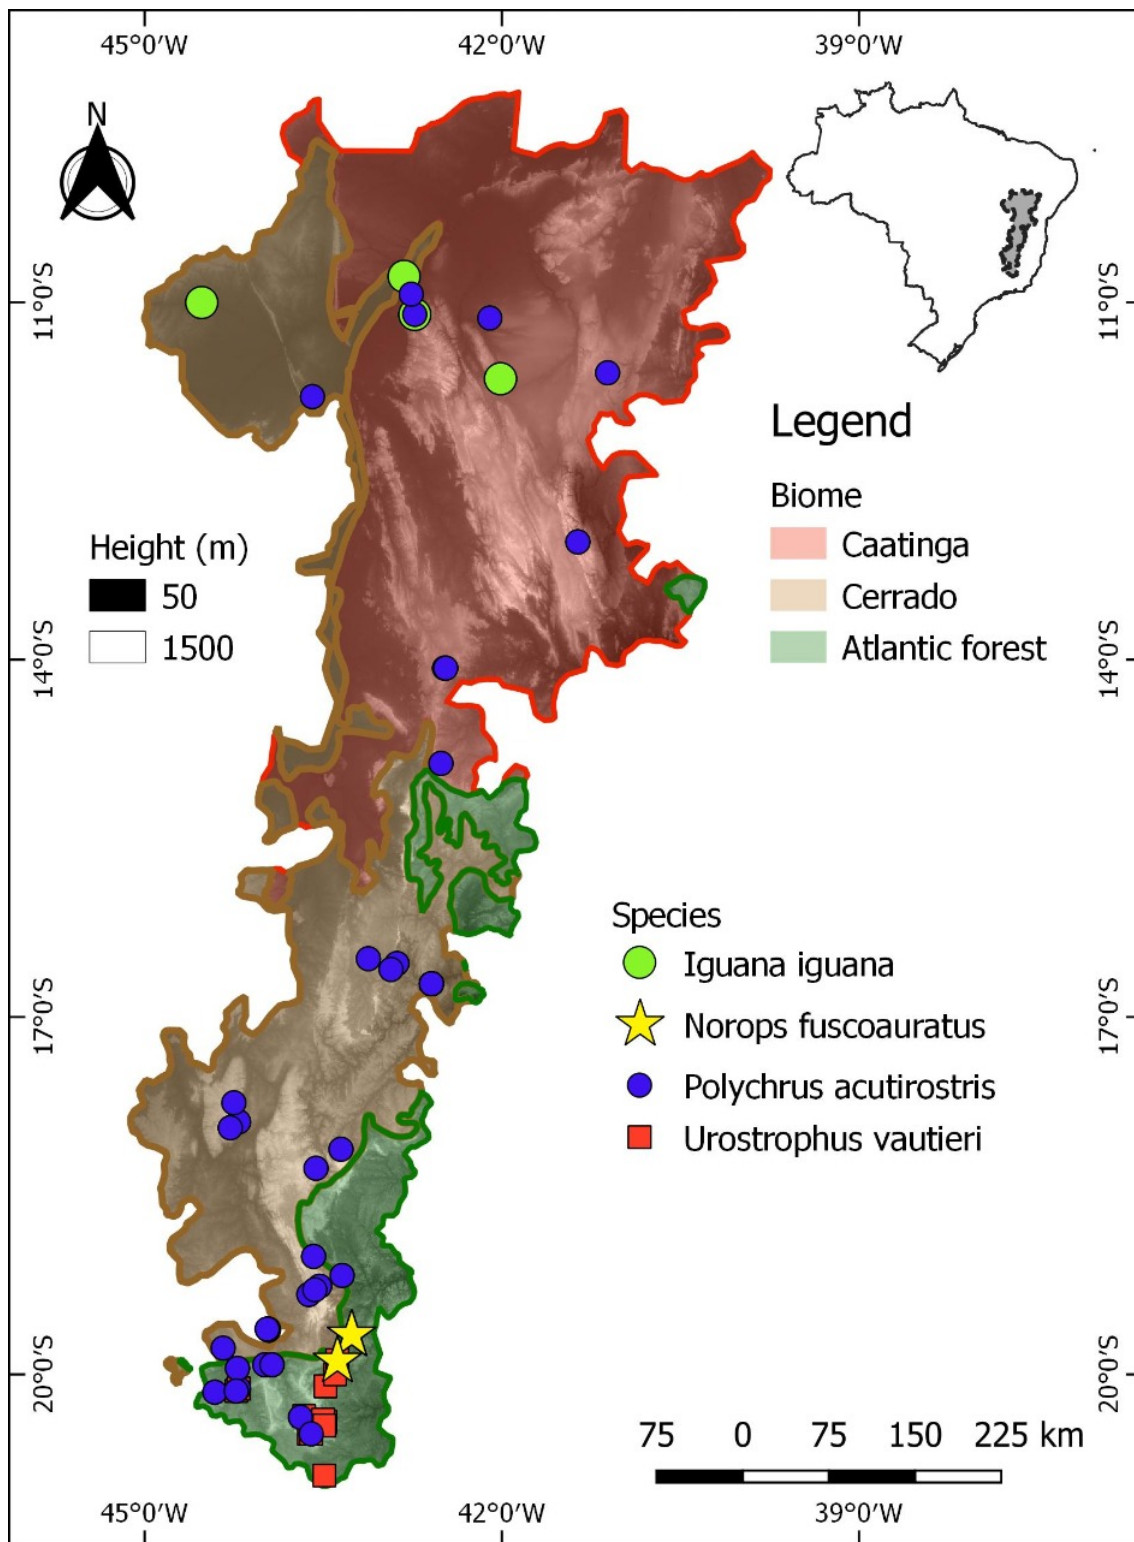 45°0'W 42°0'W 39°0'W
N
11°0'S 11°0'S
Legend
Biome
Height (m)
Caatinga
50
Cerrado
1500
Atlantic forest
14°0'S 14°0'S
Species
Iguana iguana
17°0'S 17°0'S
Norops fuscoauratus
Polychrus acutirostris
Urostrophus vautieri
20°0'S 20°0'S
75 0 75 150 225 km
45°0'W 42°0'W 39°0'W